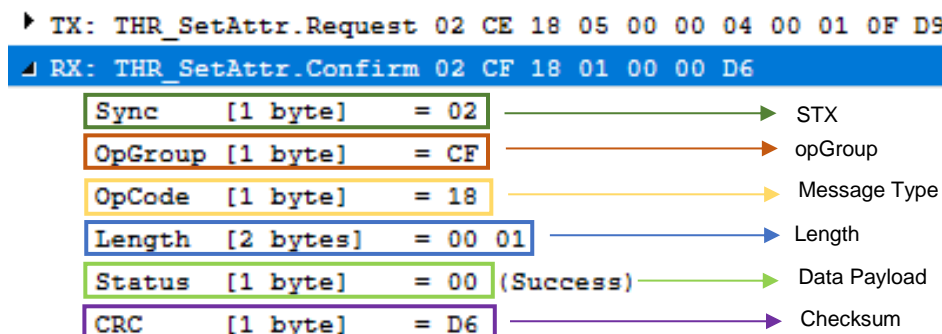 TX: THR_SetAttr.Request 02 CE 18 05 00 00 04 00 01 0F D9
RX: THR_SetAttr.Confirm 02 CF 18 01 00 00 D6
Sync [1 byte] = 02 STX
OpGroup [1 byte] = CF opGroup
OpCode [1 byte] = 18 Message Type
Length [2 bytes] = 00 01 Length
Status [1 byte] = 00 (Success) Data Payload
CRC [1 byte] = D6 Checksum